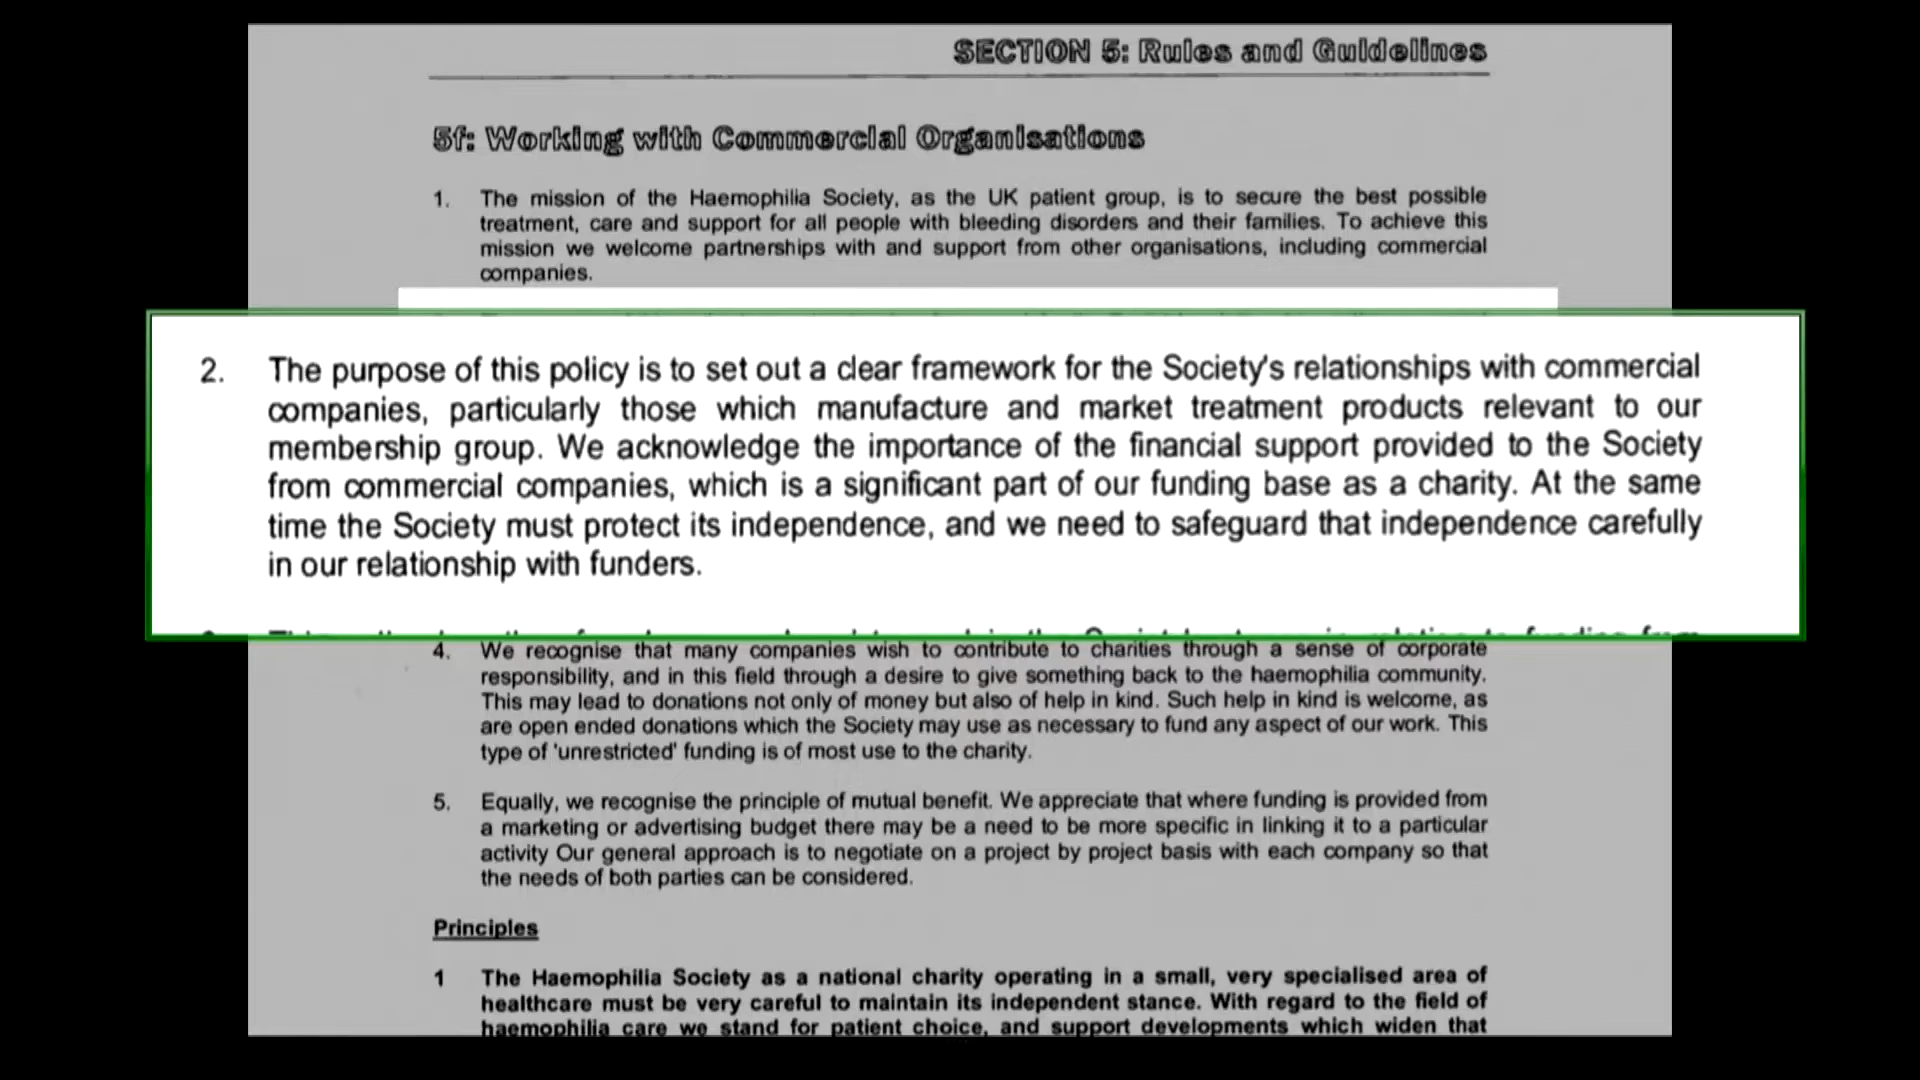 SECTION 5: Rules and Guidelines
5f: Working with Commercial Organisations
1. The mission of the Haemophilia Society, as the UK patient group, is to secure the best possible
treatment, care and support for all people with bleeding disorders and their families. To achieve this
mission we welcome partnerships with and support from other organisations, including commercial
companies.
2. The purpose of this policy is to set out a clear framework for the Society's relationships with commercial
companies, particularly those which manufacture and market treatment products relevant to our
membership group. We acknowledge the importance of the financial support provided to the Society
from commercial companies, which is a significant part of our funding base as a charity. At the same
time the Society must protect its independence, and we need to safeguard that independence carefully
in our relationship with funders.
4. We recognise that many companies wish to contribute to charities through a sense of corporate
responsibility, and in this field through a desire to give something back to the haemophilia community.
This may lead to donations not only of money but also of help in kind. Such help in kind is welcome, as
are open ended donations which the Society may use as necessary to fund any aspect of our work. This
type of 'unrestricted' funding is of most use to the charity.
5. Equally, we recognise the principle of mutual benefit. We appreciate that where funding is provided from
a marketing or advertising budget there may be a need to be more specific in linking it to a particular
activity Our general approach is to negotiate on a project by project basis with each company so that
the needs of both parties can be considered.
Principles
1 The Haemophilia Society as a national charity operating in a small, very specialised area of
healthcare must be very careful to maintain its independent stance. With regard to the field of
haemophilia care we stand for patient choice, and support developments which widen that